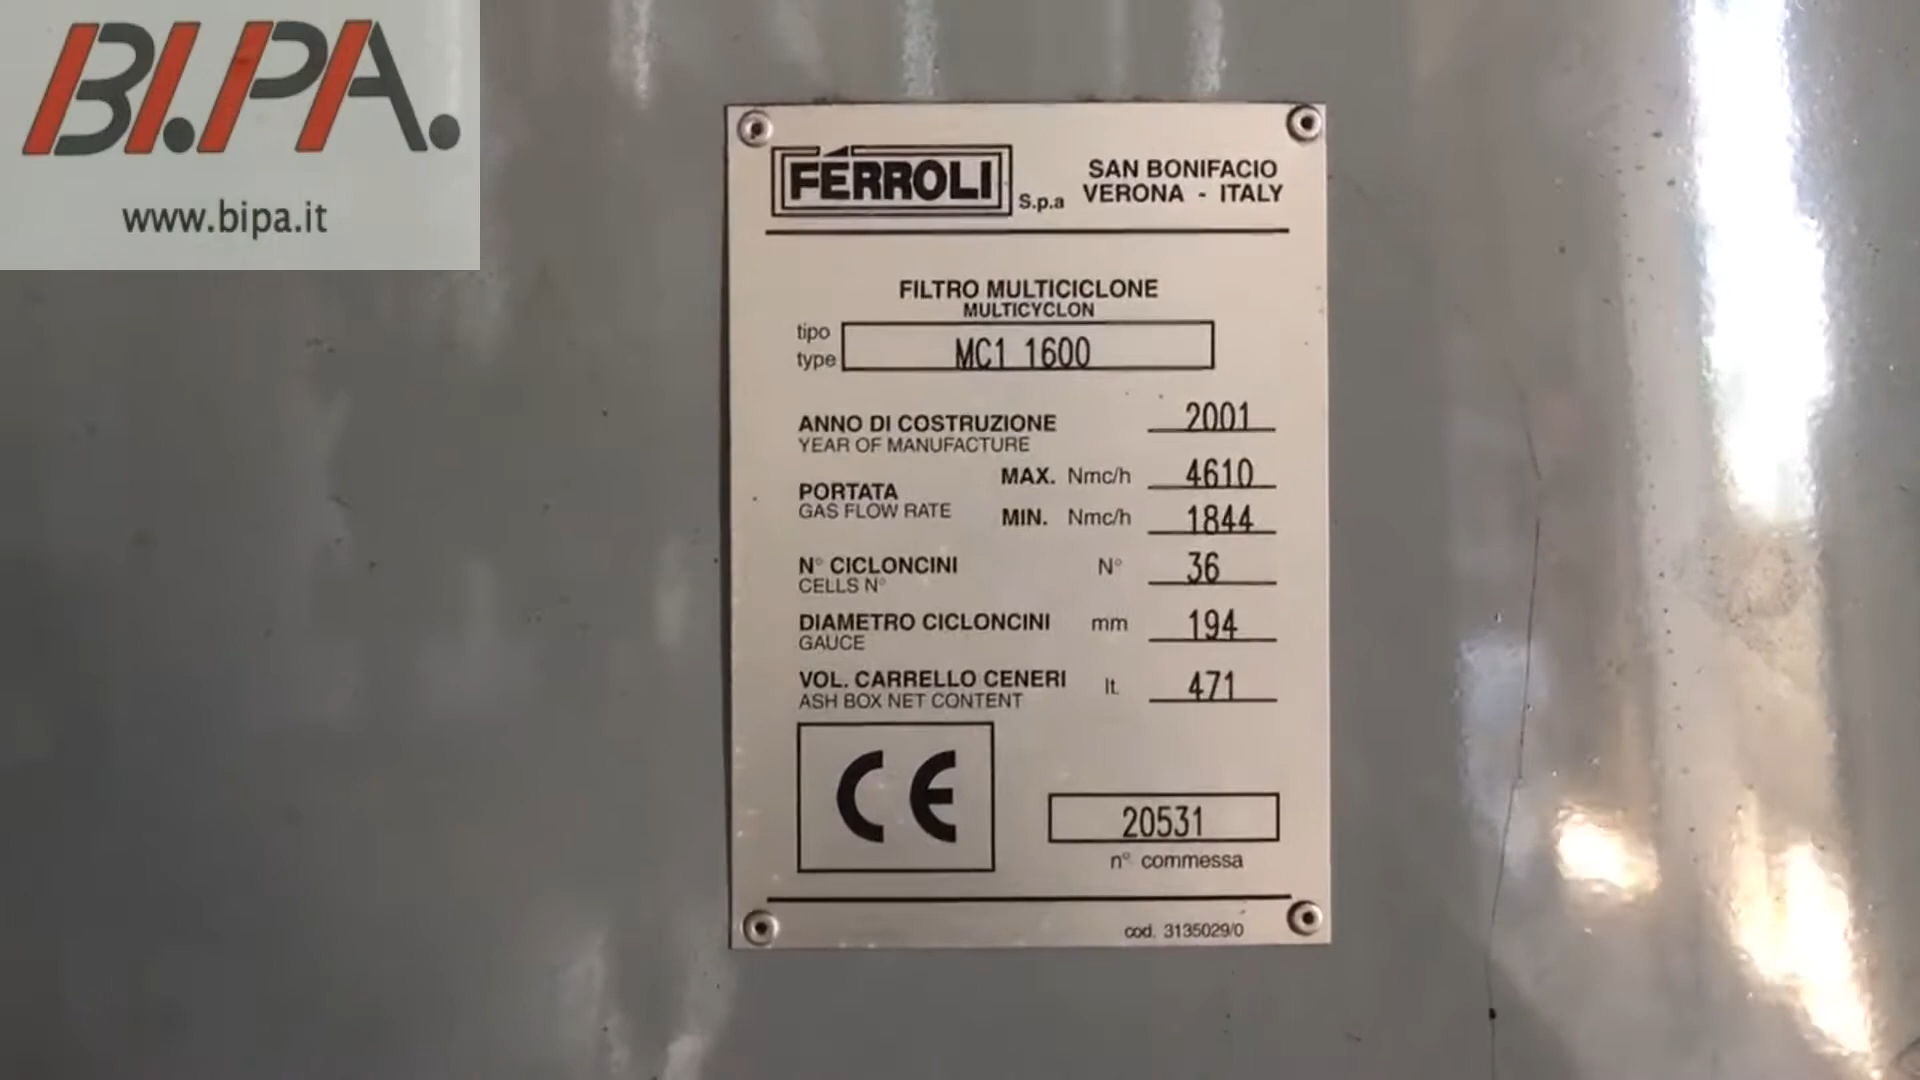 BI.PA.
www.bipa.it
FERROLI S.p.a
SAN BONIFACIO
VERONA - ITALY
FILTRO MULTICICLONE
MULTICYCLON
tipo
type
MC1 1600
ANNO DI COSTRUZIONE 2001
YEAR OF MANUFACTURE
PORTATA
GAS FLOW RATE
MAX. Nmc/h 4610
MIN. Nmc/h 1844
N° CICLONCINI N° 36
CELLS N°
DIAMETRO CICLONCINI mm 194
GAUCE
VOL. CARRELLO CENERI lt. 471
ASH BOX NET CONTENT
CE
20531
n° commessa
cod. 3135029/0